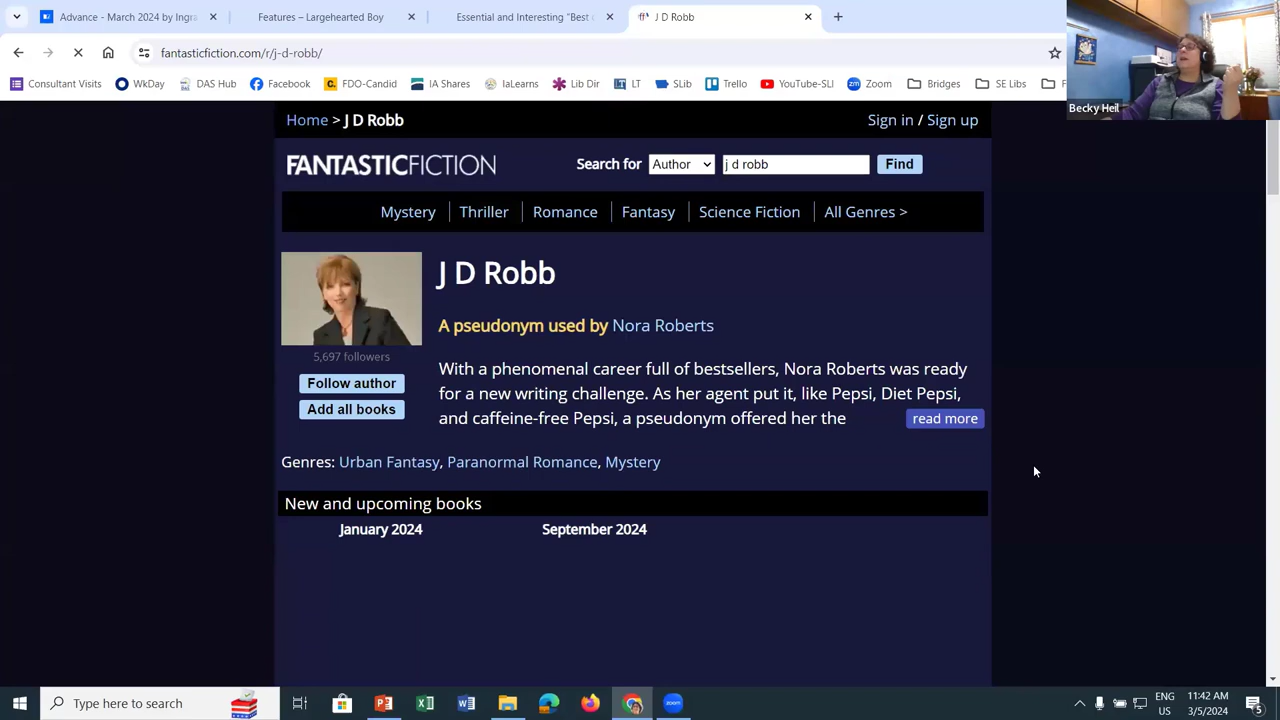 Advance - March 2024 by Ingra
Features – Largehearted Boy
Essential and Interesting "Best
J D Robb
fantasticfiction.com/r/j-d-robb/
Consultant Visits WkDay DAS Hub Facebook FDO-Candid IA Shares IaLearns Lib Dir LT SLib Trello YouTube-SLI Zoom Bridges SE Libs
Becky Heil
Home > J D Robb
Sign in / Sign up
FANTASTICFICTION
Search for Author j d robb Find
Mystery Thriller Romance Fantasy Science Fiction All Genres >
J D Robb
A pseudonym used by Nora Roberts
5,697 followers
Follow author
Add all books
With a phenomenal career full of bestsellers, Nora Roberts was ready
for a new writing challenge. As her agent put it, like Pepsi, Diet Pepsi,
and caffeine-free Pepsi, a pseudonym offered her the
read more
Genres: Urban Fantasy, Paranormal Romance, Mystery
New and upcoming books
January 2024 September 2024
Type here to search
zoom
ENG
US
11:42 AM
3/5/2024
5